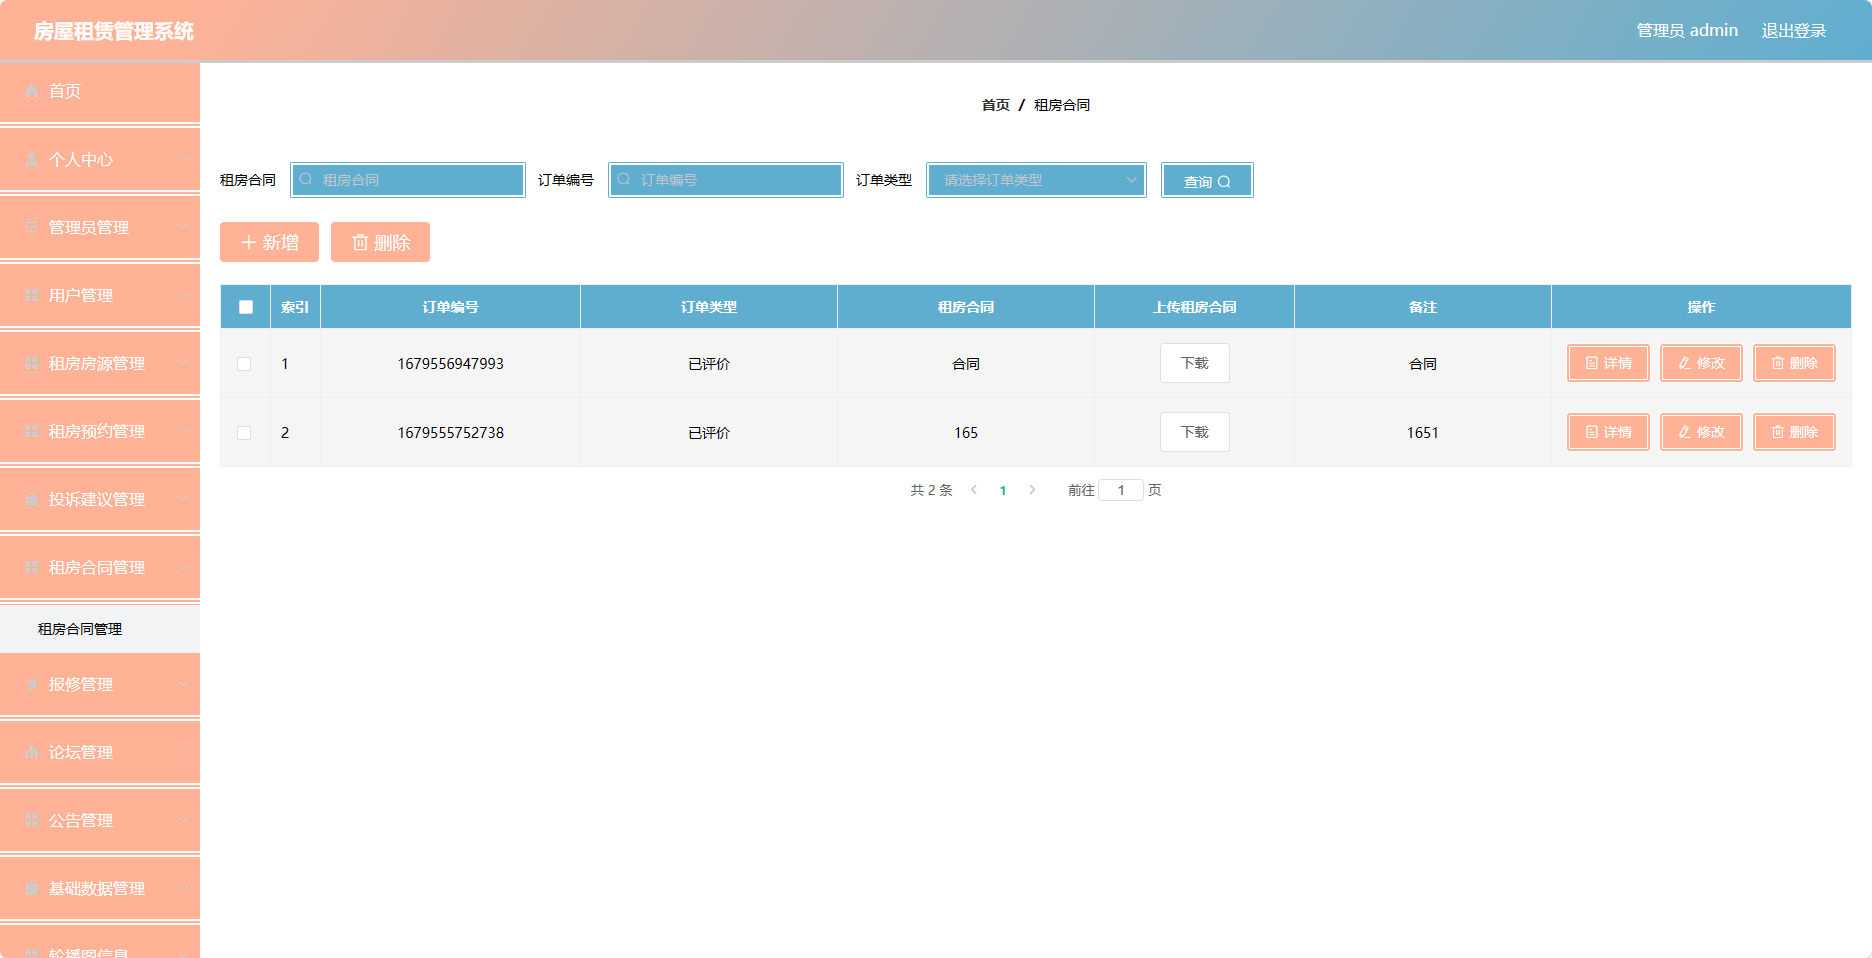 房屋租赁管理系统
管理员 admin 退出登录
首页
个人中心
管理员管理
用户管理
租房房源管理
租房预约管理
投诉建议管理
租房合同管理
租房合同管理
报修管理
论坛管理
公告管理
基础数据管理
轮播图信息
首页 / 租房合同
租房合同 租房合同 订单编号 订单编号 订单类型 请选择订单类型 查询
新增 删除
索引 订单编号 订单类型 租房合同 上传租房合同 备注 操作
1 1679556947993 已评价 合同 下载 合同 详情 修改 删除
2 1679555752738 已评价 165 下载 1651 详情 修改 删除
共 2 条 1 前往 1 页